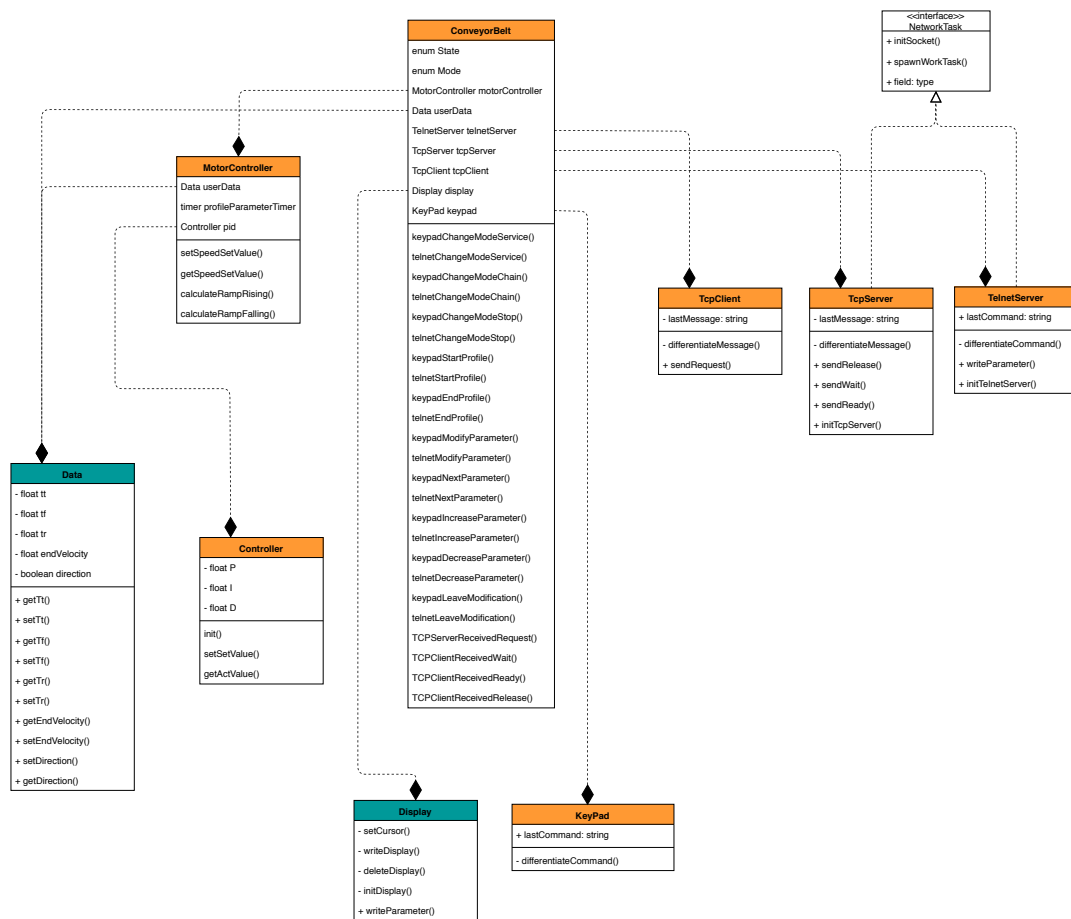 ConveyorBelt
enum State
enum Mode
MotorController motorController
Data userData
TelnetServer telnetServer
TcpServer tcpServer
TcpClient tcpClient
Display display
KeyPad keypad
keypadChangeModeService()
telnetChangeModeService()
keypadChangeModeChain()
telnetChangeModeChain()
keypadChangeModeStop()
telnetChangeModeStop()
keypadStartProfile()
telnetStartProfile()
keypadEndProfile()
telnetEndProfile()
keypadModifyParameter()
telnetModifyParameter()
keypadNextParameter()
telnetNextParameter()
keypadIncreaseParameter()
telnetIncreaseParameter()
keypadDecreaseParameter()
telnetDecreaseParameter()
keypadLeaveModification()
telnetLeaveModification()
TCPServerReceivedRequest()
TCPClientReceivedWait()
TCPClientReceivedReady()
TCPClientReceivedRelease()
<<interface>>
NetworkTask
+ initSocket()
+ spawnWorkTask()
+ field: type
MotorController
Data userData
timer profileParameterTimer
Controller pid
setSpeedSetValue()
getSpeedSetValue()
calculateRampRising()
calculateRampFalling()
TcpClient
- lastMessage: string
- differentiateMessage()
+ sendRequest()
TcpServer
- lastMessage: string
- differentiateMessage()
+ sendRelease()
+ sendWait()
+ sendReady()
+ initTcpServer()
TelnetServer
+ lastCommand: string
- differentiateCommand()
+ writeParameter()
+ initTelnetServer()
Data
- float tt
- float tf
- float tr
- float endVelocity
- boolean direction
+ getTt()
+ setTt()
+ getTf()
+ setTf()
+ getTr()
+ setTr()
+ getEndVelocity()
+ setEndVelocity()
+ setDirection()
+ getDirection()
Controller
- float P
- float I
- float D
init()
setSetValue()
getActValue()
Display
- setCursor()
- writeDisplay()
- deleteDisplay()
- initDisplay()
+ writeParameter()
KeyPad
+ lastCommand: string
- differentiateCommand()